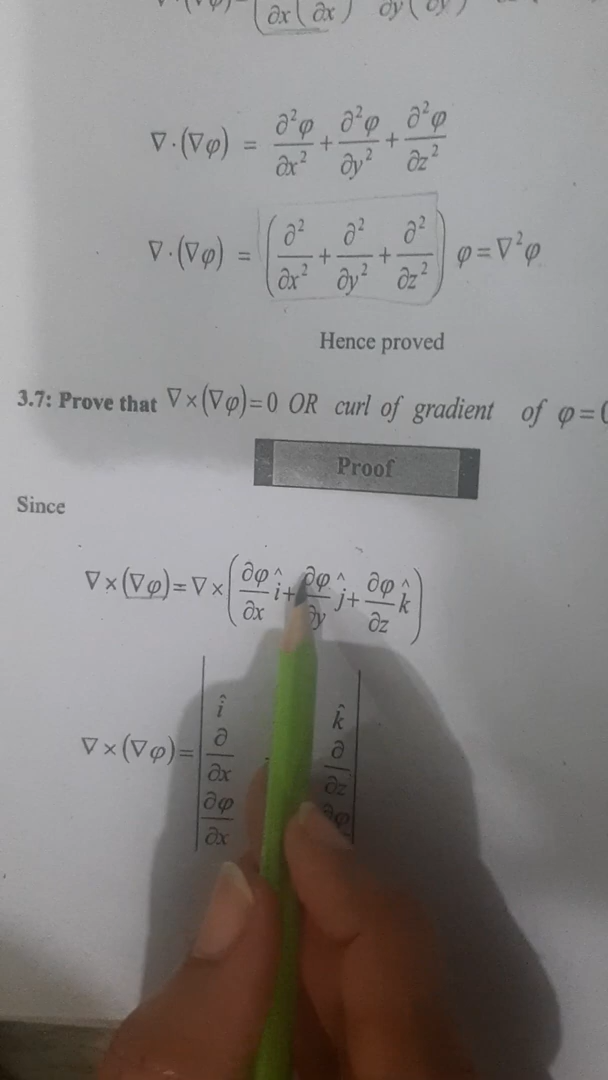 ∇·(∇φ) = ∂²φ/∂x² + ∂²φ/∂y² + ∂²φ/∂z²
∇·(∇φ) = (∂²/∂x² + ∂²/∂y² + ∂²/∂z²) φ = ∇²φ
Hence proved
3.7: Prove that ∇×(∇φ)=0 OR curl of gradient of φ=
Proof
Since
∇×(∇φ)=∇×(∂φ/∂x î + ∂φ/∂y ĵ + ∂φ/∂z k̂)
∇×(∇φ)=
î k̂
∂/∂x ∂/∂z
∂φ/∂x ∂φ